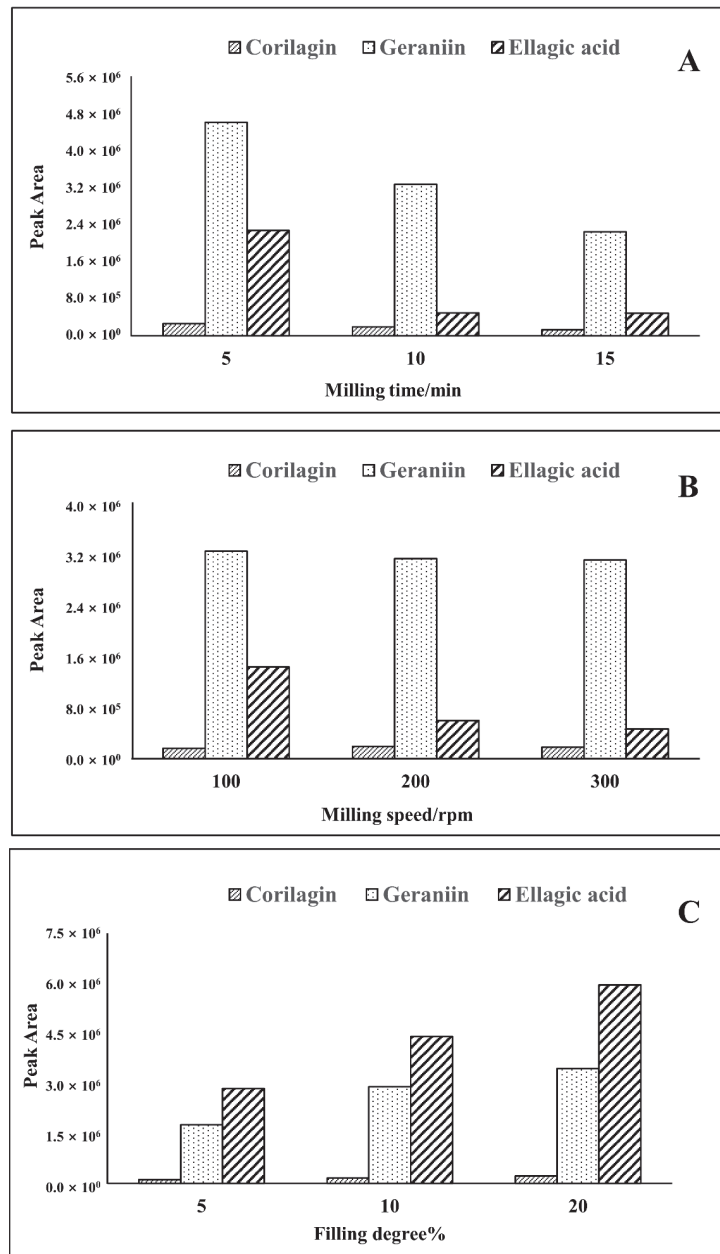 Corilagin Geraniin Ellagic acid
A
5.6 × 10⁶
4.8 × 10⁶
4.0 × 10⁶
3.2 × 10⁶
2.4 × 10⁶
1.6 × 10⁶
8.0 × 10⁵
0.0 × 10⁰
Peak Area
5 10 15
Milling time/min
Corilagin Geraniin Ellagic acid
B
4.0 × 10⁶
3.2 × 10⁶
2.4 × 10⁶
1.6 × 10⁶
8.0 × 10⁵
0.0 × 10⁰
Peak Area
100 200 300
Milling speed/rpm
Corilagin Geraniin Ellagic acid
C
7.5 × 10⁶
6.0 × 10⁶
4.5 × 10⁶
3.0 × 10⁶
1.5 × 10⁶
0.0 × 10⁰
Peak Area
5 10 20
Filling degree%